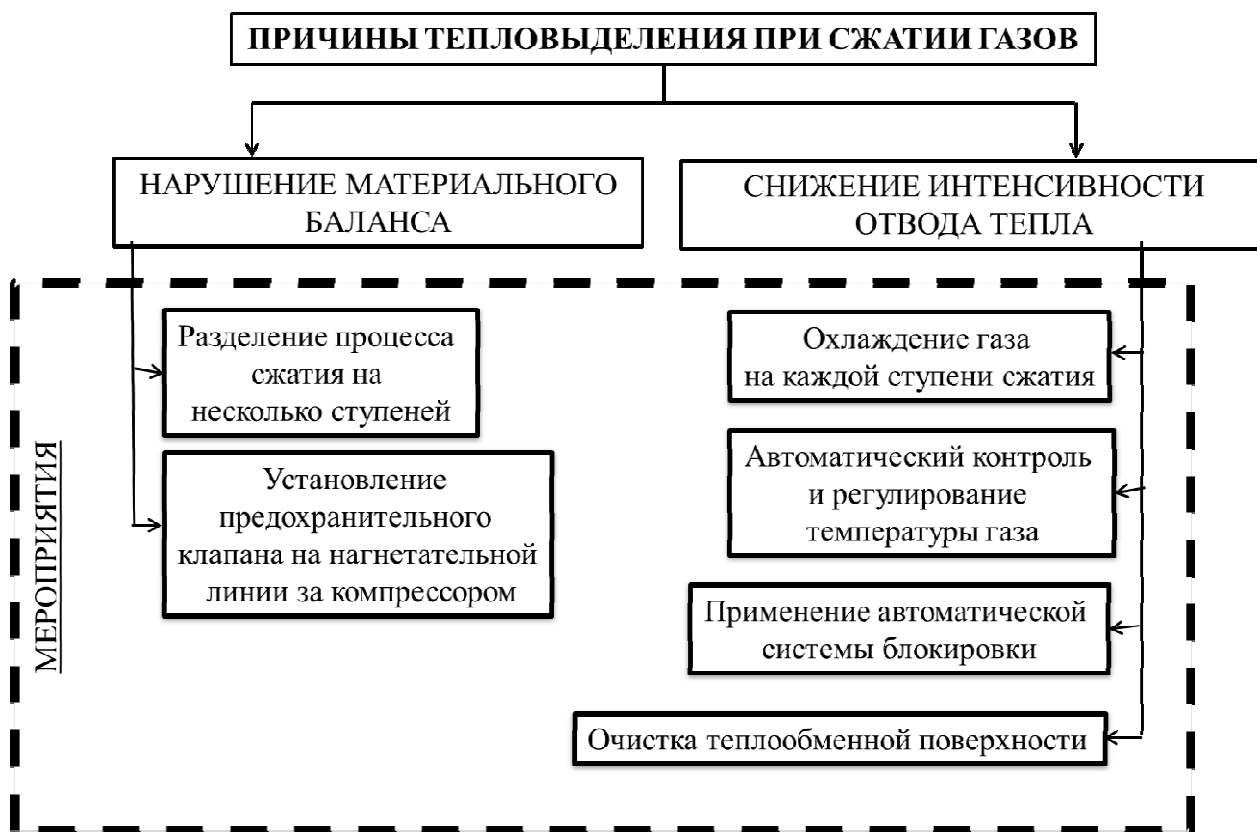 ПРИЧИНЫ ТЕПЛОВЫДЕЛЕНИЯ ПРИ СЖАТИИ ГАЗОВ
НАРУШЕНИЕ МАТЕРИАЛЬНОГО
БАЛАНСА
СНИЖЕНИЕ ИНТЕНСИВНОСТИ
ОТВОДА ТЕПЛА
МЕРОПРИЯТИЯ
Разделение процесса
сжатия на
несколько ступеней
Установление
предохранительного
клапана на нагнетательной
линии за компрессором
Охлаждение газа
на каждой ступени сжатия
Автоматический контроль
и регулирование
температуры газа
Применение автоматической
системы блокировки
Очистка теплообменной поверхности